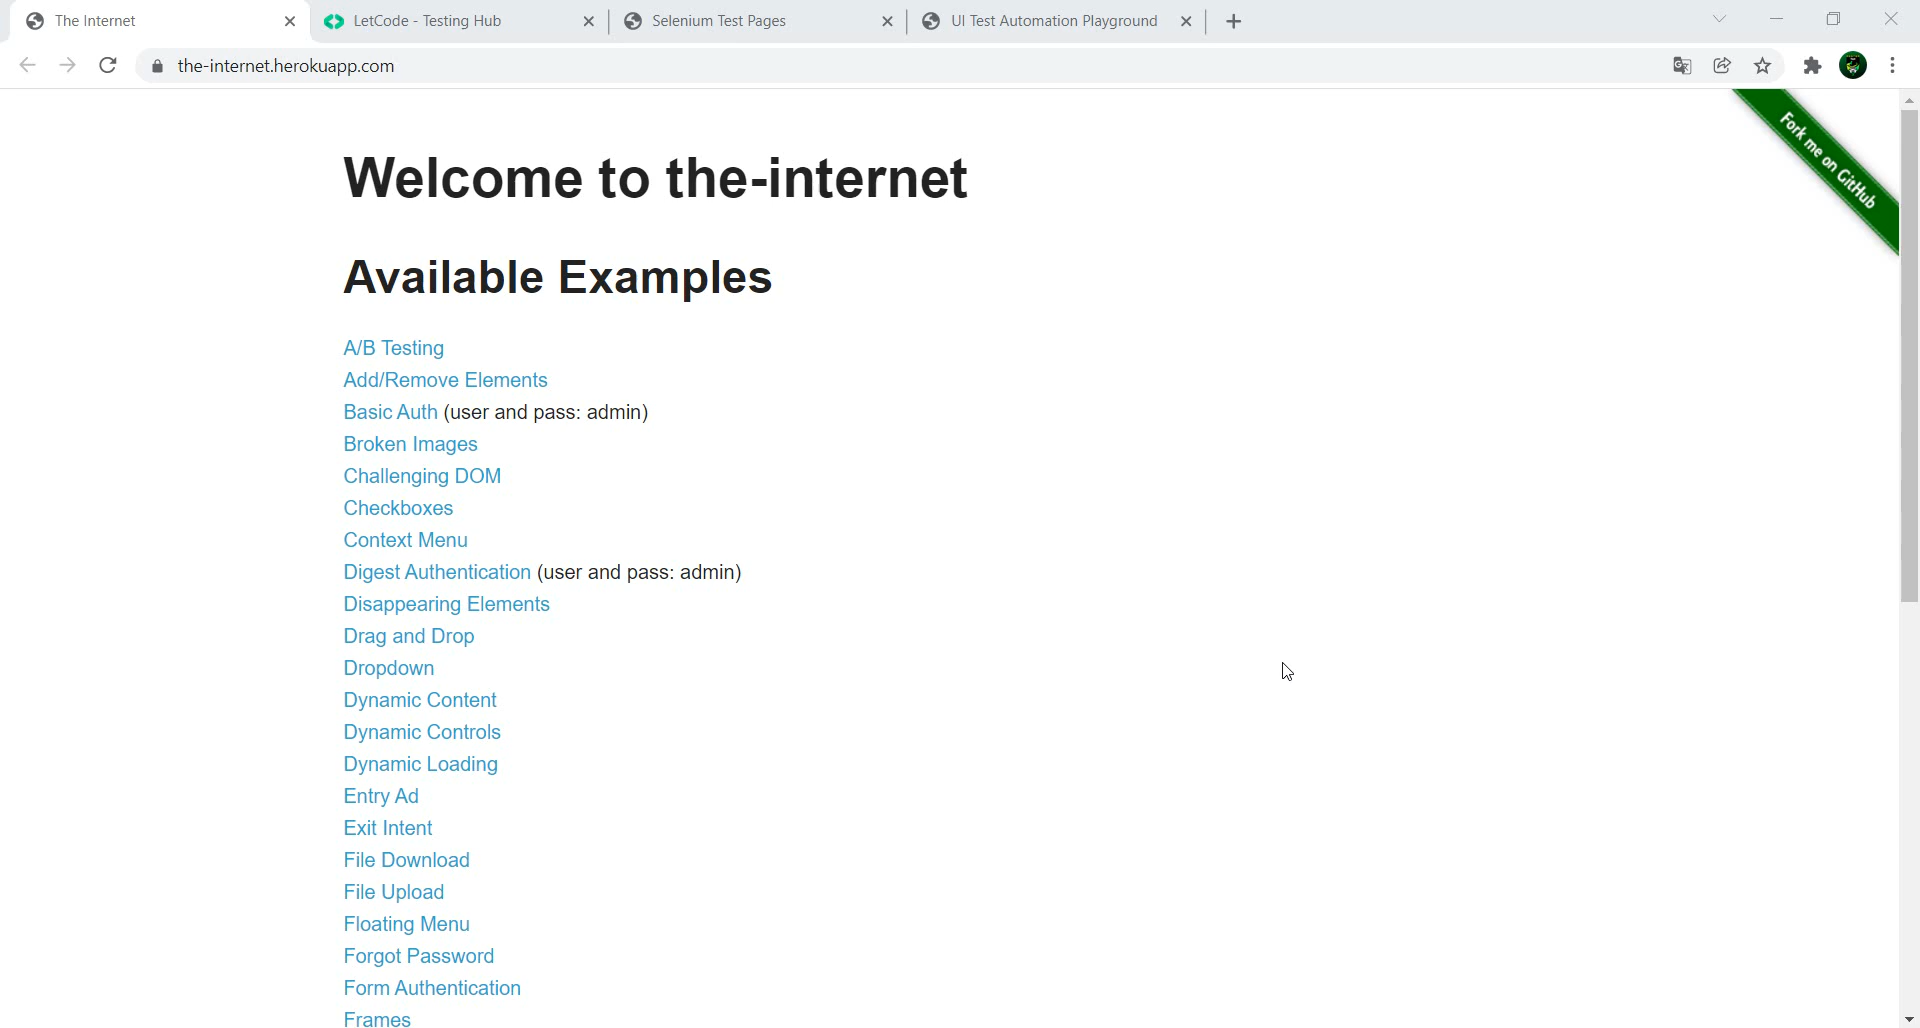 The Internet
LetCode - Testing Hub
Selenium Test Pages
UI Test Automation Playground
the-internet.herokuapp.com
Fork me on GitHub
Welcome to the-internet
Available Examples
A/B Testing
Add/Remove Elements
Basic Auth (user and pass: admin)
Broken Images
Challenging DOM
Checkboxes
Context Menu
Digest Authentication (user and pass: admin)
Disappearing Elements
Drag and Drop
Dropdown
Dynamic Content
Dynamic Controls
Dynamic Loading
Entry Ad
Exit Intent
File Download
File Upload
Floating Menu
Forgot Password
Form Authentication
Frames